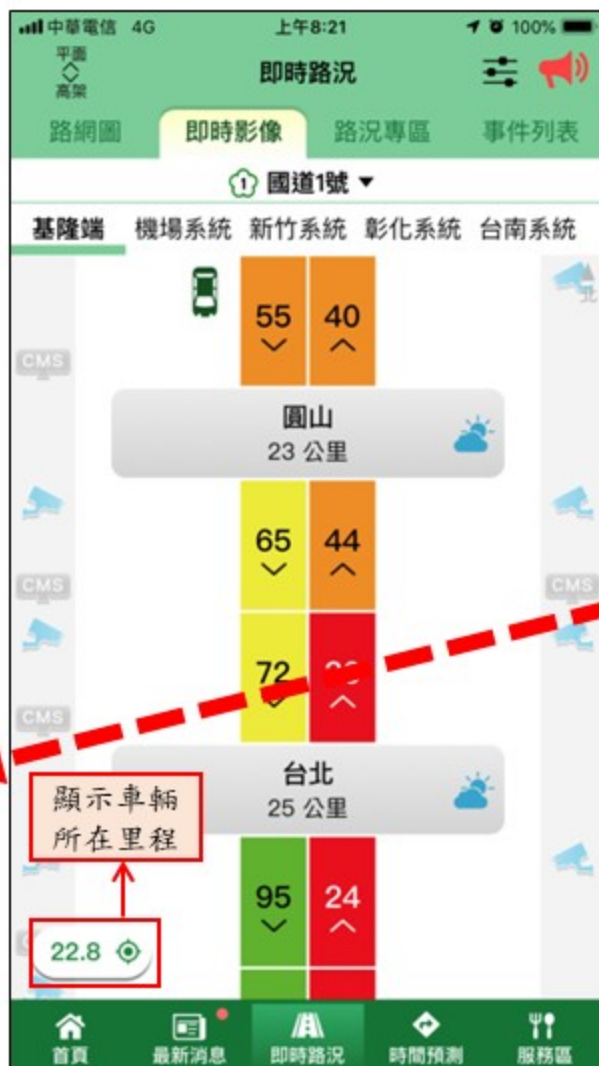 中華電信 4G 上午8:21 100%
平面
高架
即時路況
路網圖 即時影像 路況專區 事件列表
1 國道1號
基隆端 機場系統 新竹系統 彰化系統 台南系統
北
55 40
CMS
圓山
23 公里
65 44
CMS CMS
72
CMS
台北
25 公里
顯示車輛
所在里程
95 24
22.8
首頁 最新消息 即時路況 時間預測 服務區